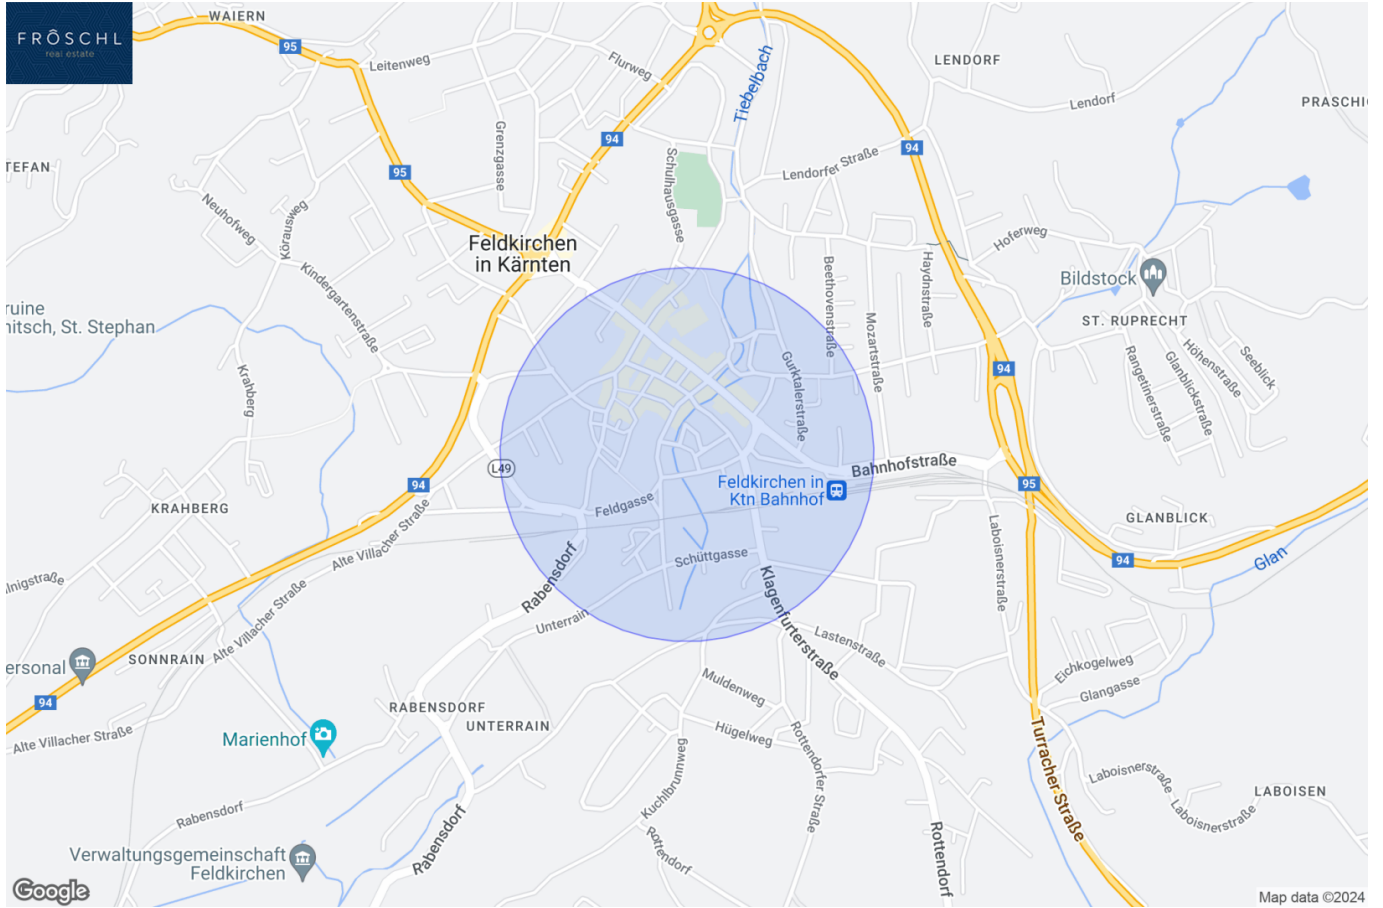 FRÖSCHL
real estate
WAIERN
95
94
Leitenweg
Flurweg
Tiebelbach
LENDORF
Lendorf
PRASCHI
94
94
Grenzgasse
Schulhausgasse
Lendorfer Straße
TEFAN
95
Neuhofweg
Körausweg
Feldkirchen
in Kärnten
Hoferweg
Haydnstraße
Beethovenstraße
Mozartstraße
Bildstock
Kindergartenstraße
ruine
nitsch, St. Stephan
ST. RUPRECHT
Höhenstraße
Seeblick
Rangetinerstraße
Glanblickstraße
Krahberg
Gurktalerstraße
94
L49
Bahnhofstraße
94
Feldkirchen in
Ktn Bahnhof
95
KRAHBERG
Feldgasse
GLANBLICK
Alte Villacher Straße
Schüttgasse
94
Glan
Laboisnerstraße
lnigstraße
Rabensdorf
Klagenfurterstraße
Alte Villacher Straße
Unterrain
Lastenstraße
ersonal
SONNRAIN
Eichkogelweg
Glangasse
Muldenweg
94
RABENSDORF
UNTERRAIN
Alte Villacher Straße
Marienhof
Hügelweg
Rottendorfer Straße
Turracher Straße
Kuchlbrunnweg
Laboisnerstraße
LABOISEN
Rabensdorf
Laboisnerstraße
Rabensdorf
Rottendorf
Rottendorf
Verwaltungsgemeinschaft
Feldkirchen
Google
Map data ©2024